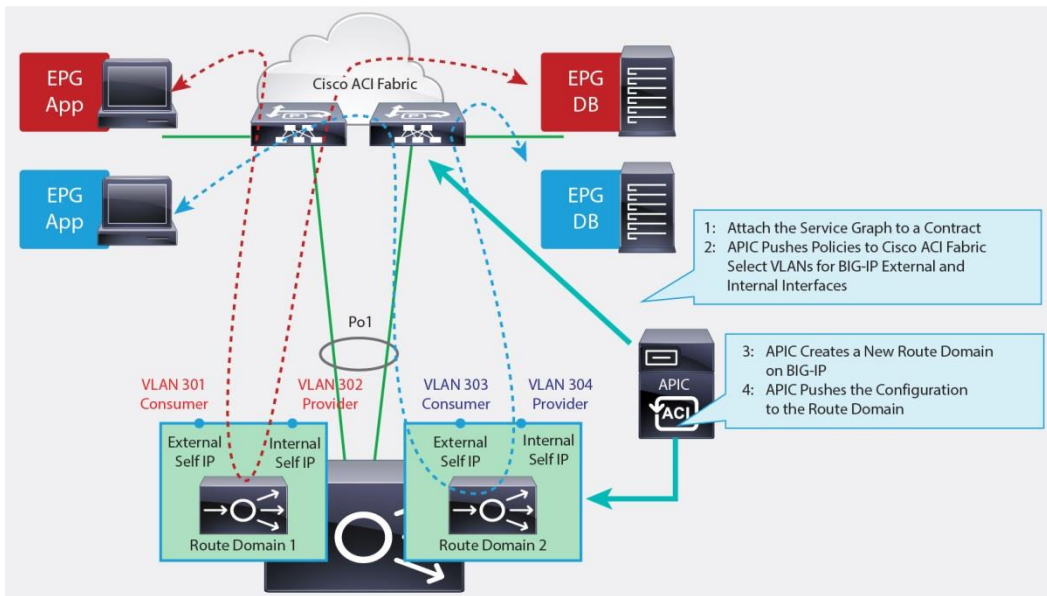 EPG
App
Cisco ACI Fabric
EPG
DB
EPG
App
EPG
DB
1: Attach the Service Graph to a Contract
2: APIC Pushes Policies to Cisco ACI Fabric
Select VLANs for BIG-IP External and
Internal Interfaces
Po1
3: APIC Creates a New Route Domain
on BIG-IP
4: APIC Pushes the Configuration
to the Route Domain
APIC
ACI
VLAN 301
Consumer
VLAN 302
Provider
VLAN 303
Consumer
VLAN 304
Provider
External
Self IP
Internal
Self IP
External
Self IP
Internal
Self IP
Route Domain 1
Route Domain 2